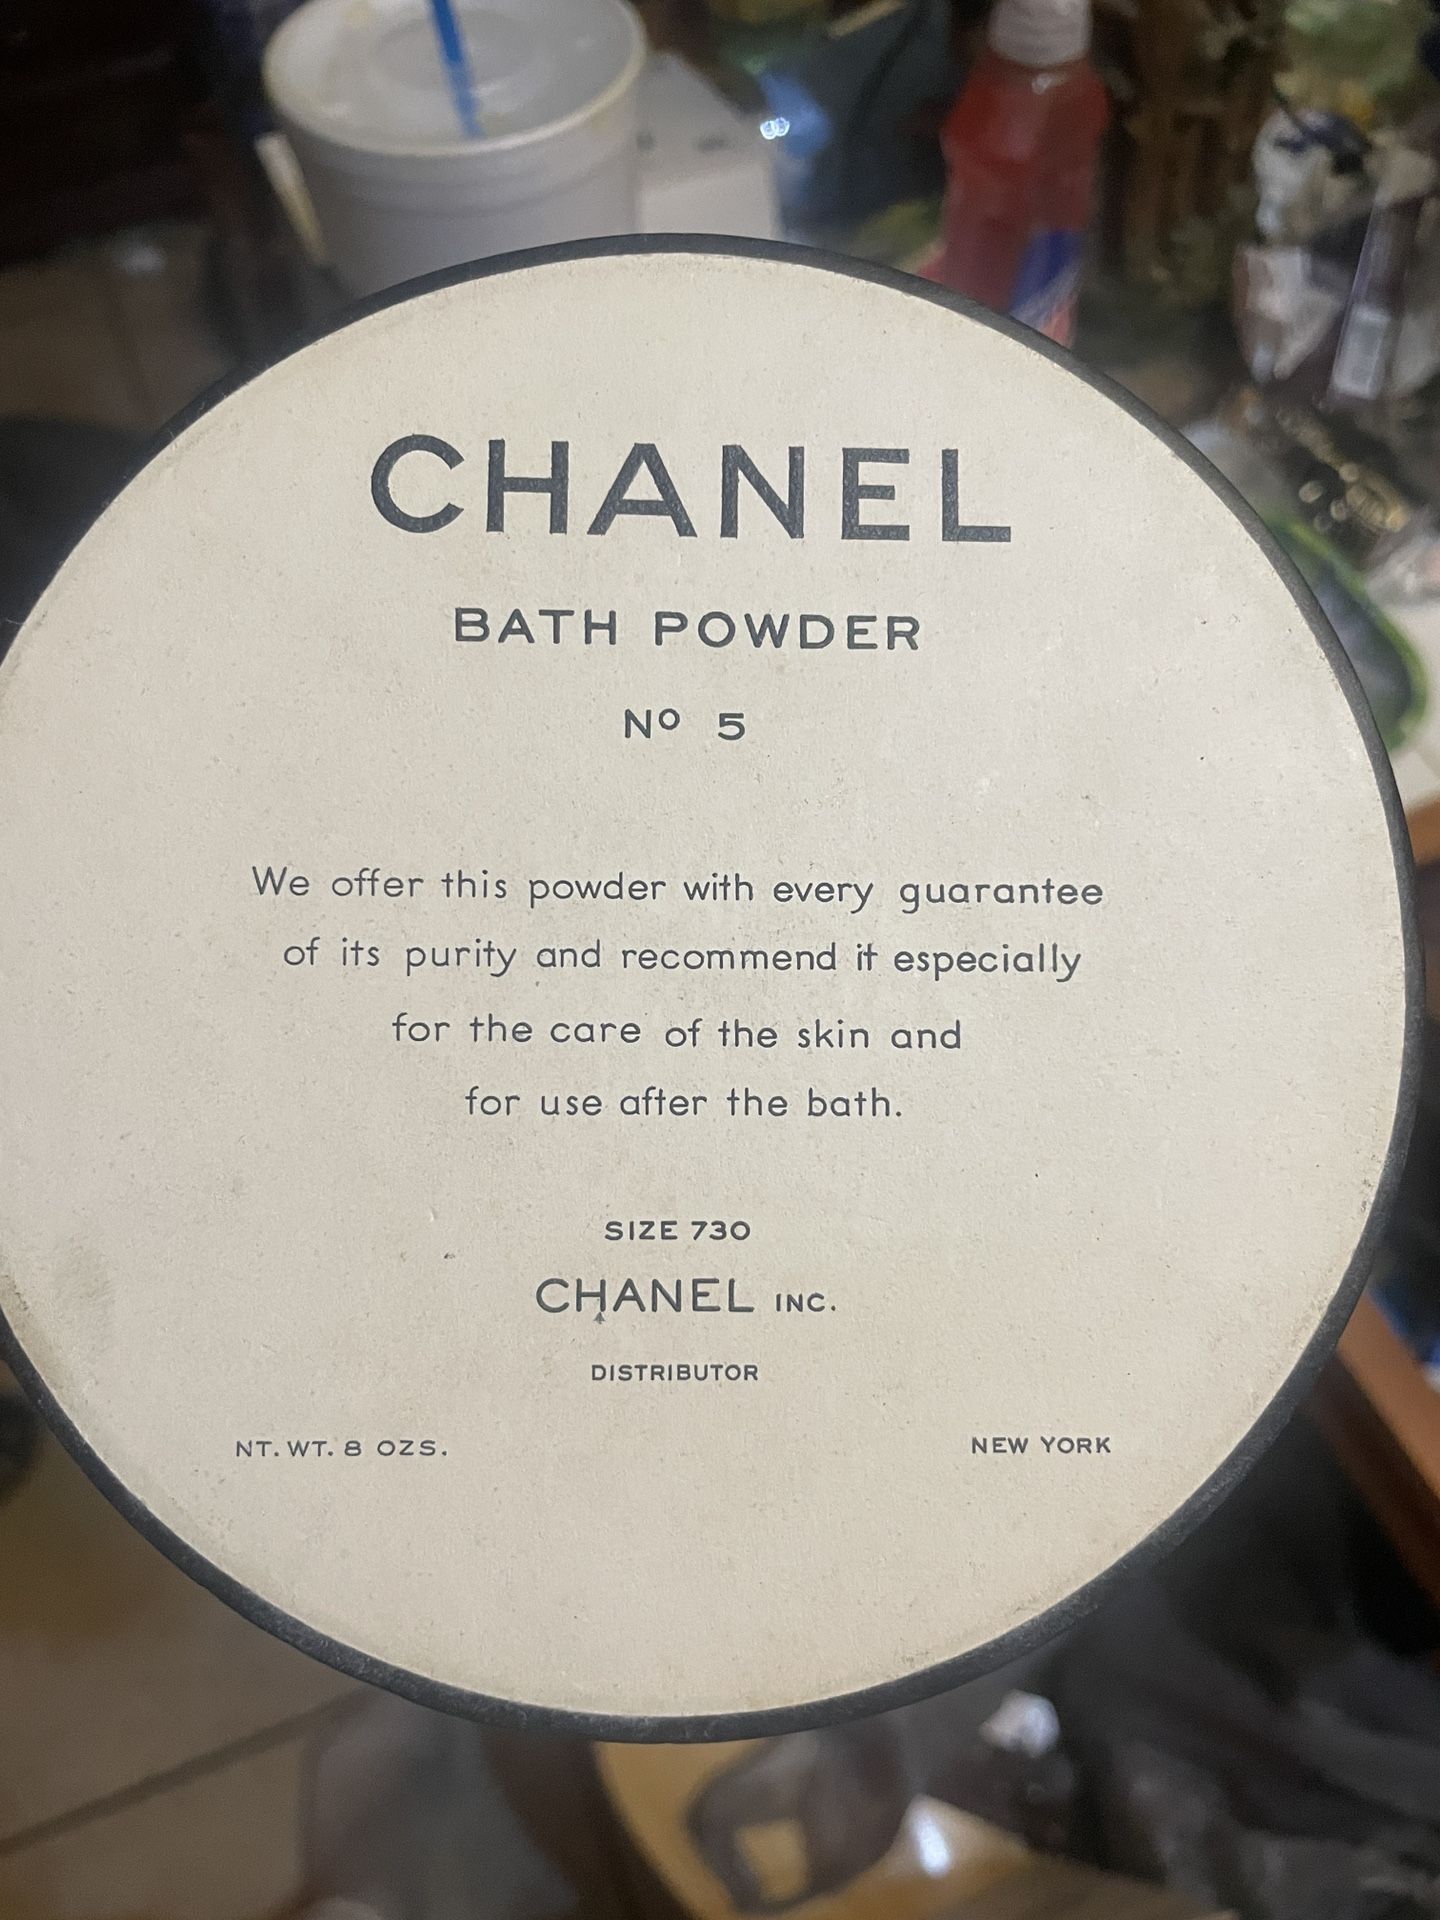 CHANEL
BATH POWDER
Nº 5
We offer this powder with every guarantee
of its purity and recommend it especially
for the care of the skin and
for use after the bath.
SIZE 730
CHANEL INC.
DISTRIBUTOR
NT. WT. 8 OZS. NEW YORK